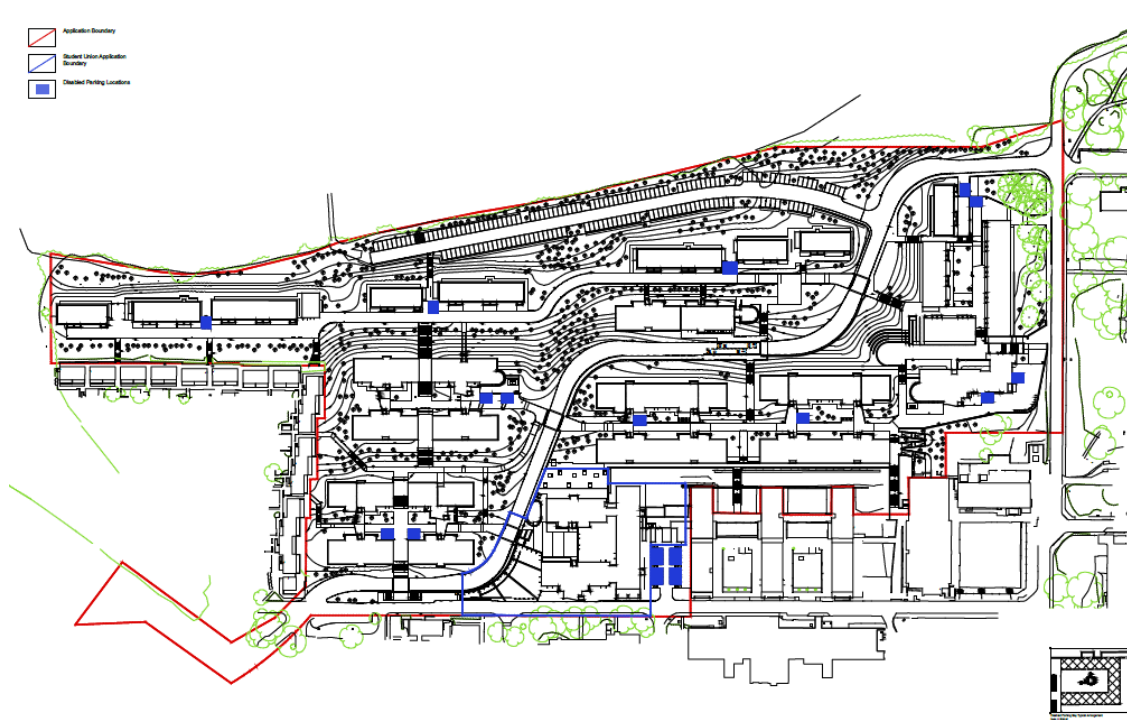 Application Boundary
Student Union Application
Boundary
Disabled Parking Locations